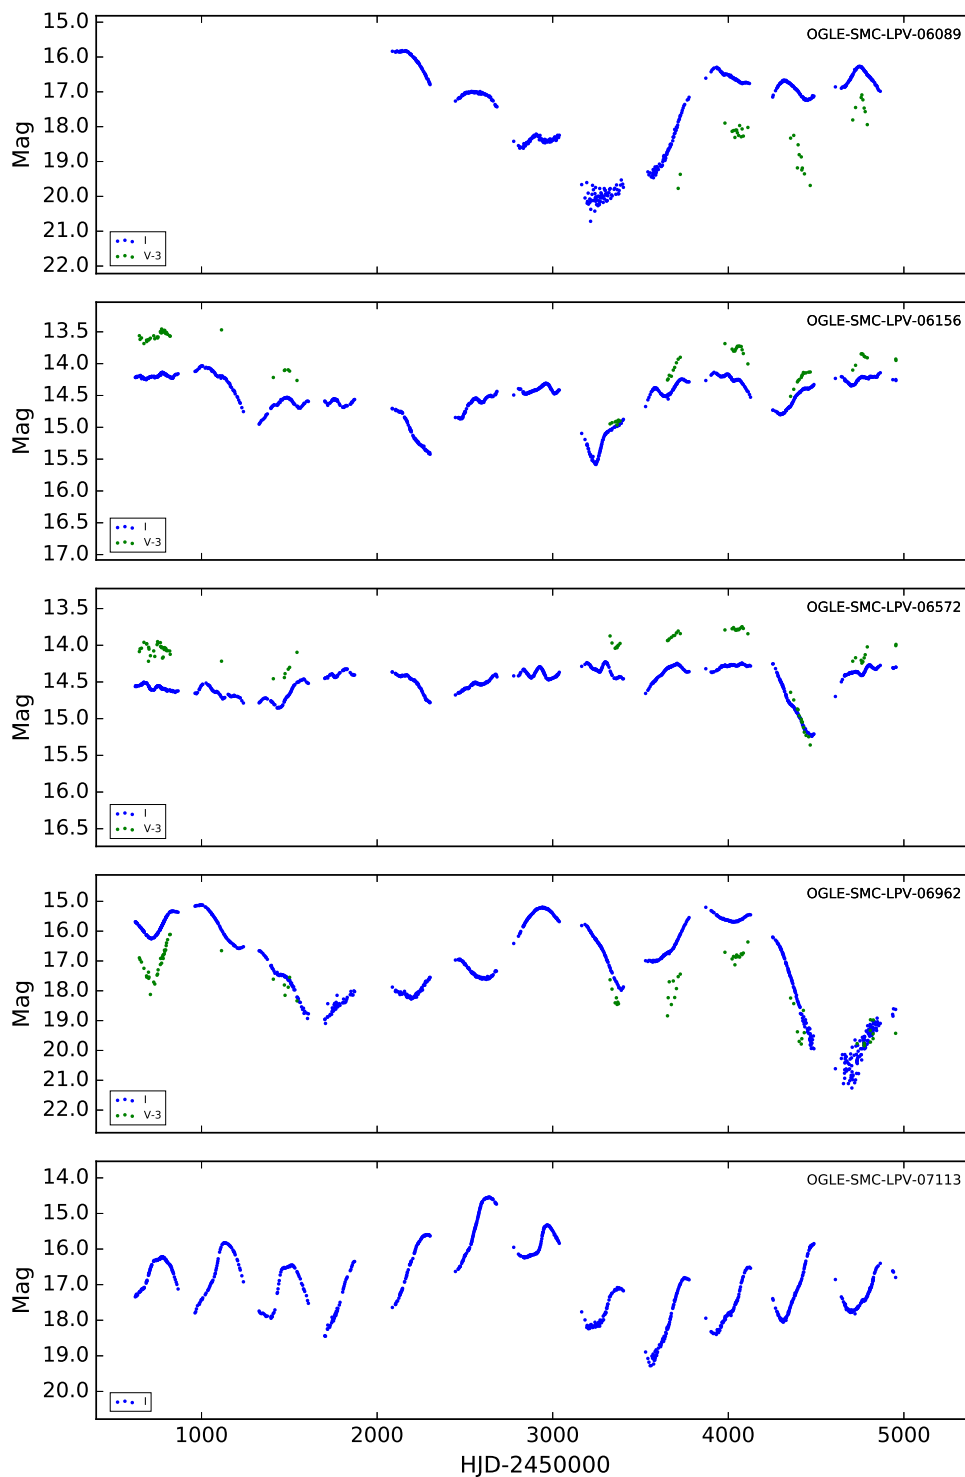 15.0
OGLE-SMC-LPV-06089
16.0
17.0
18.0
19.0
20.0
21.0
22.0
Mag
I
V-3
OGLE-SMC-LPV-06156
13.5
14.0
14.5
15.0
15.5
16.0
16.5
17.0
Mag
I
V-3
OGLE-SMC-LPV-06572
13.5
14.0
14.5
15.0
15.5
16.0
16.5
Mag
I
V-3
OGLE-SMC-LPV-06962
15.0
16.0
17.0
18.0
19.0
20.0
21.0
22.0
Mag
I
V-3
OGLE-SMC-LPV-07113
14.0
15.0
16.0
17.0
18.0
19.0
20.0
Mag
I
1000 2000 3000 4000 5000
HJD-2450000